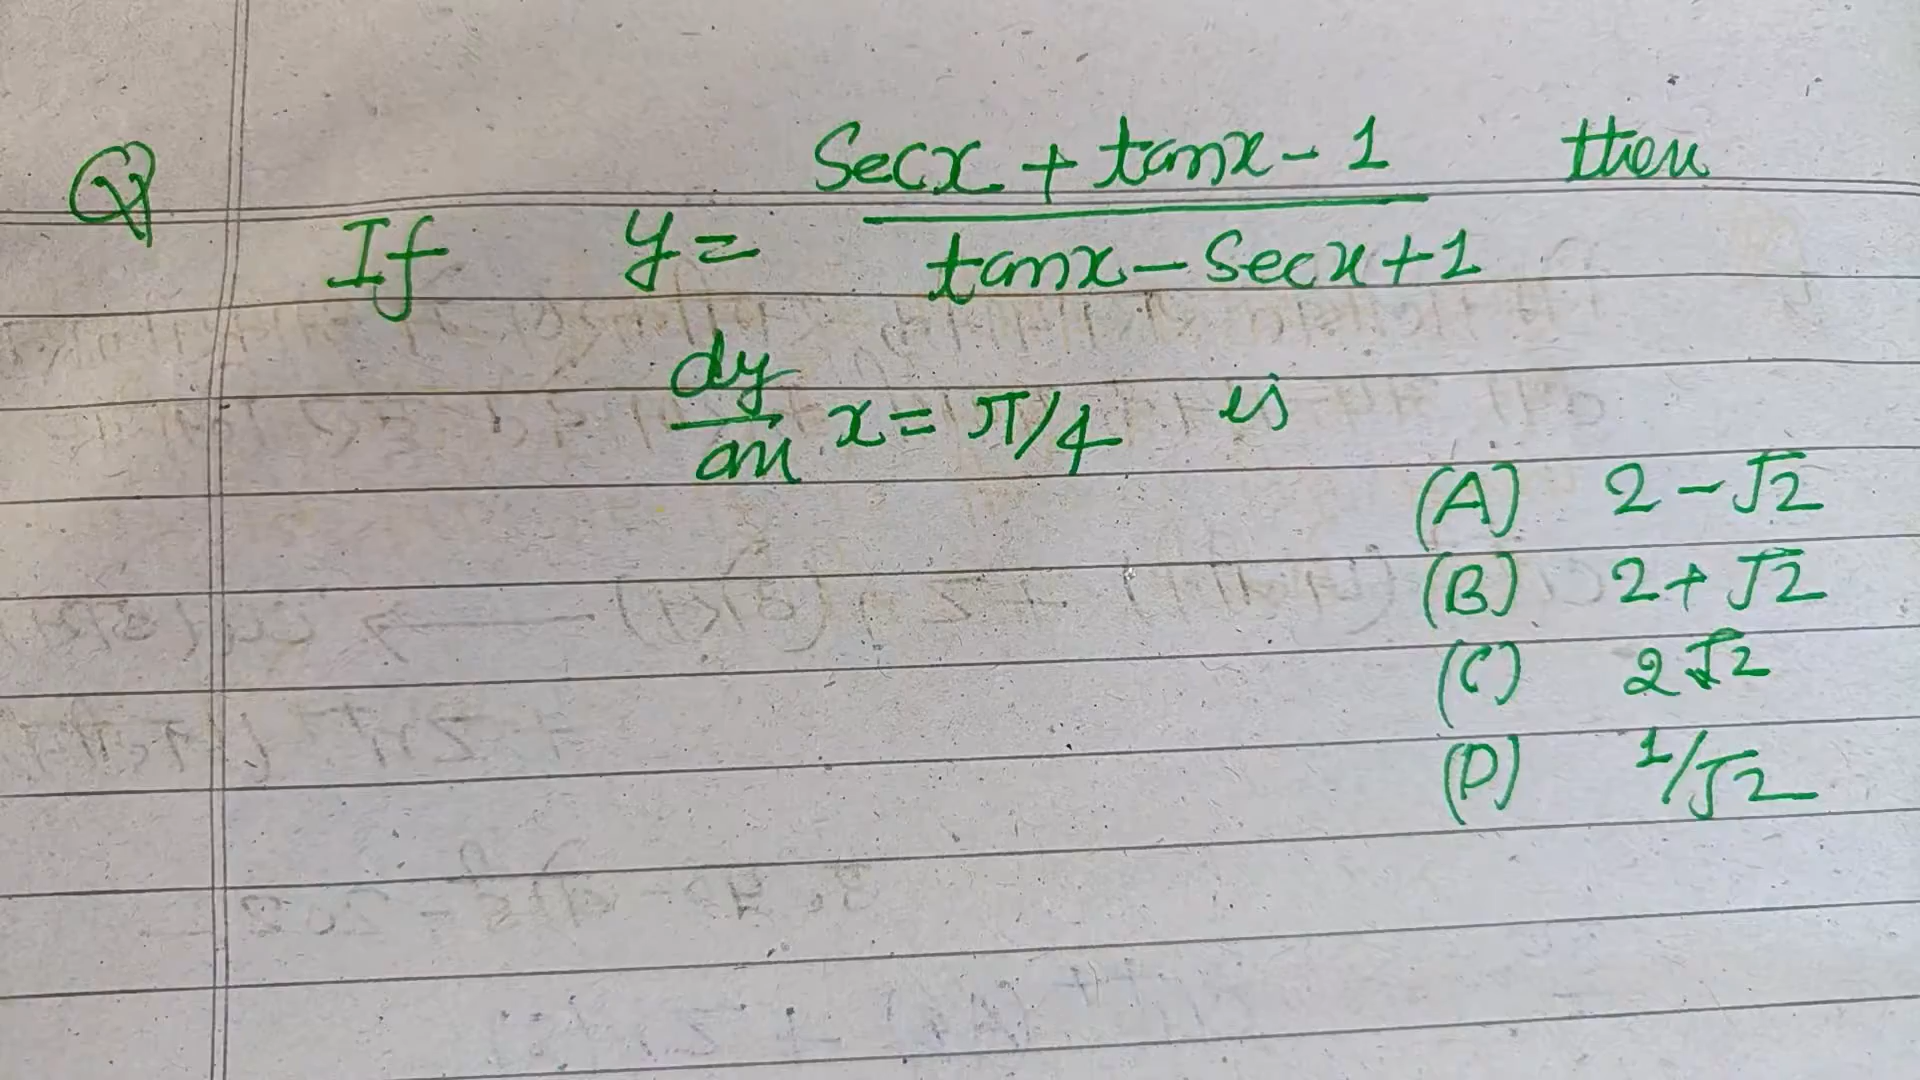 Q If y = (Secx + tanx - 1)/(tanx - Secx + 1) then
dy/dx x = π/4 is
(A) 2 - √2
(B) 2 + √2
(C) 2√2
(D) 1/√2